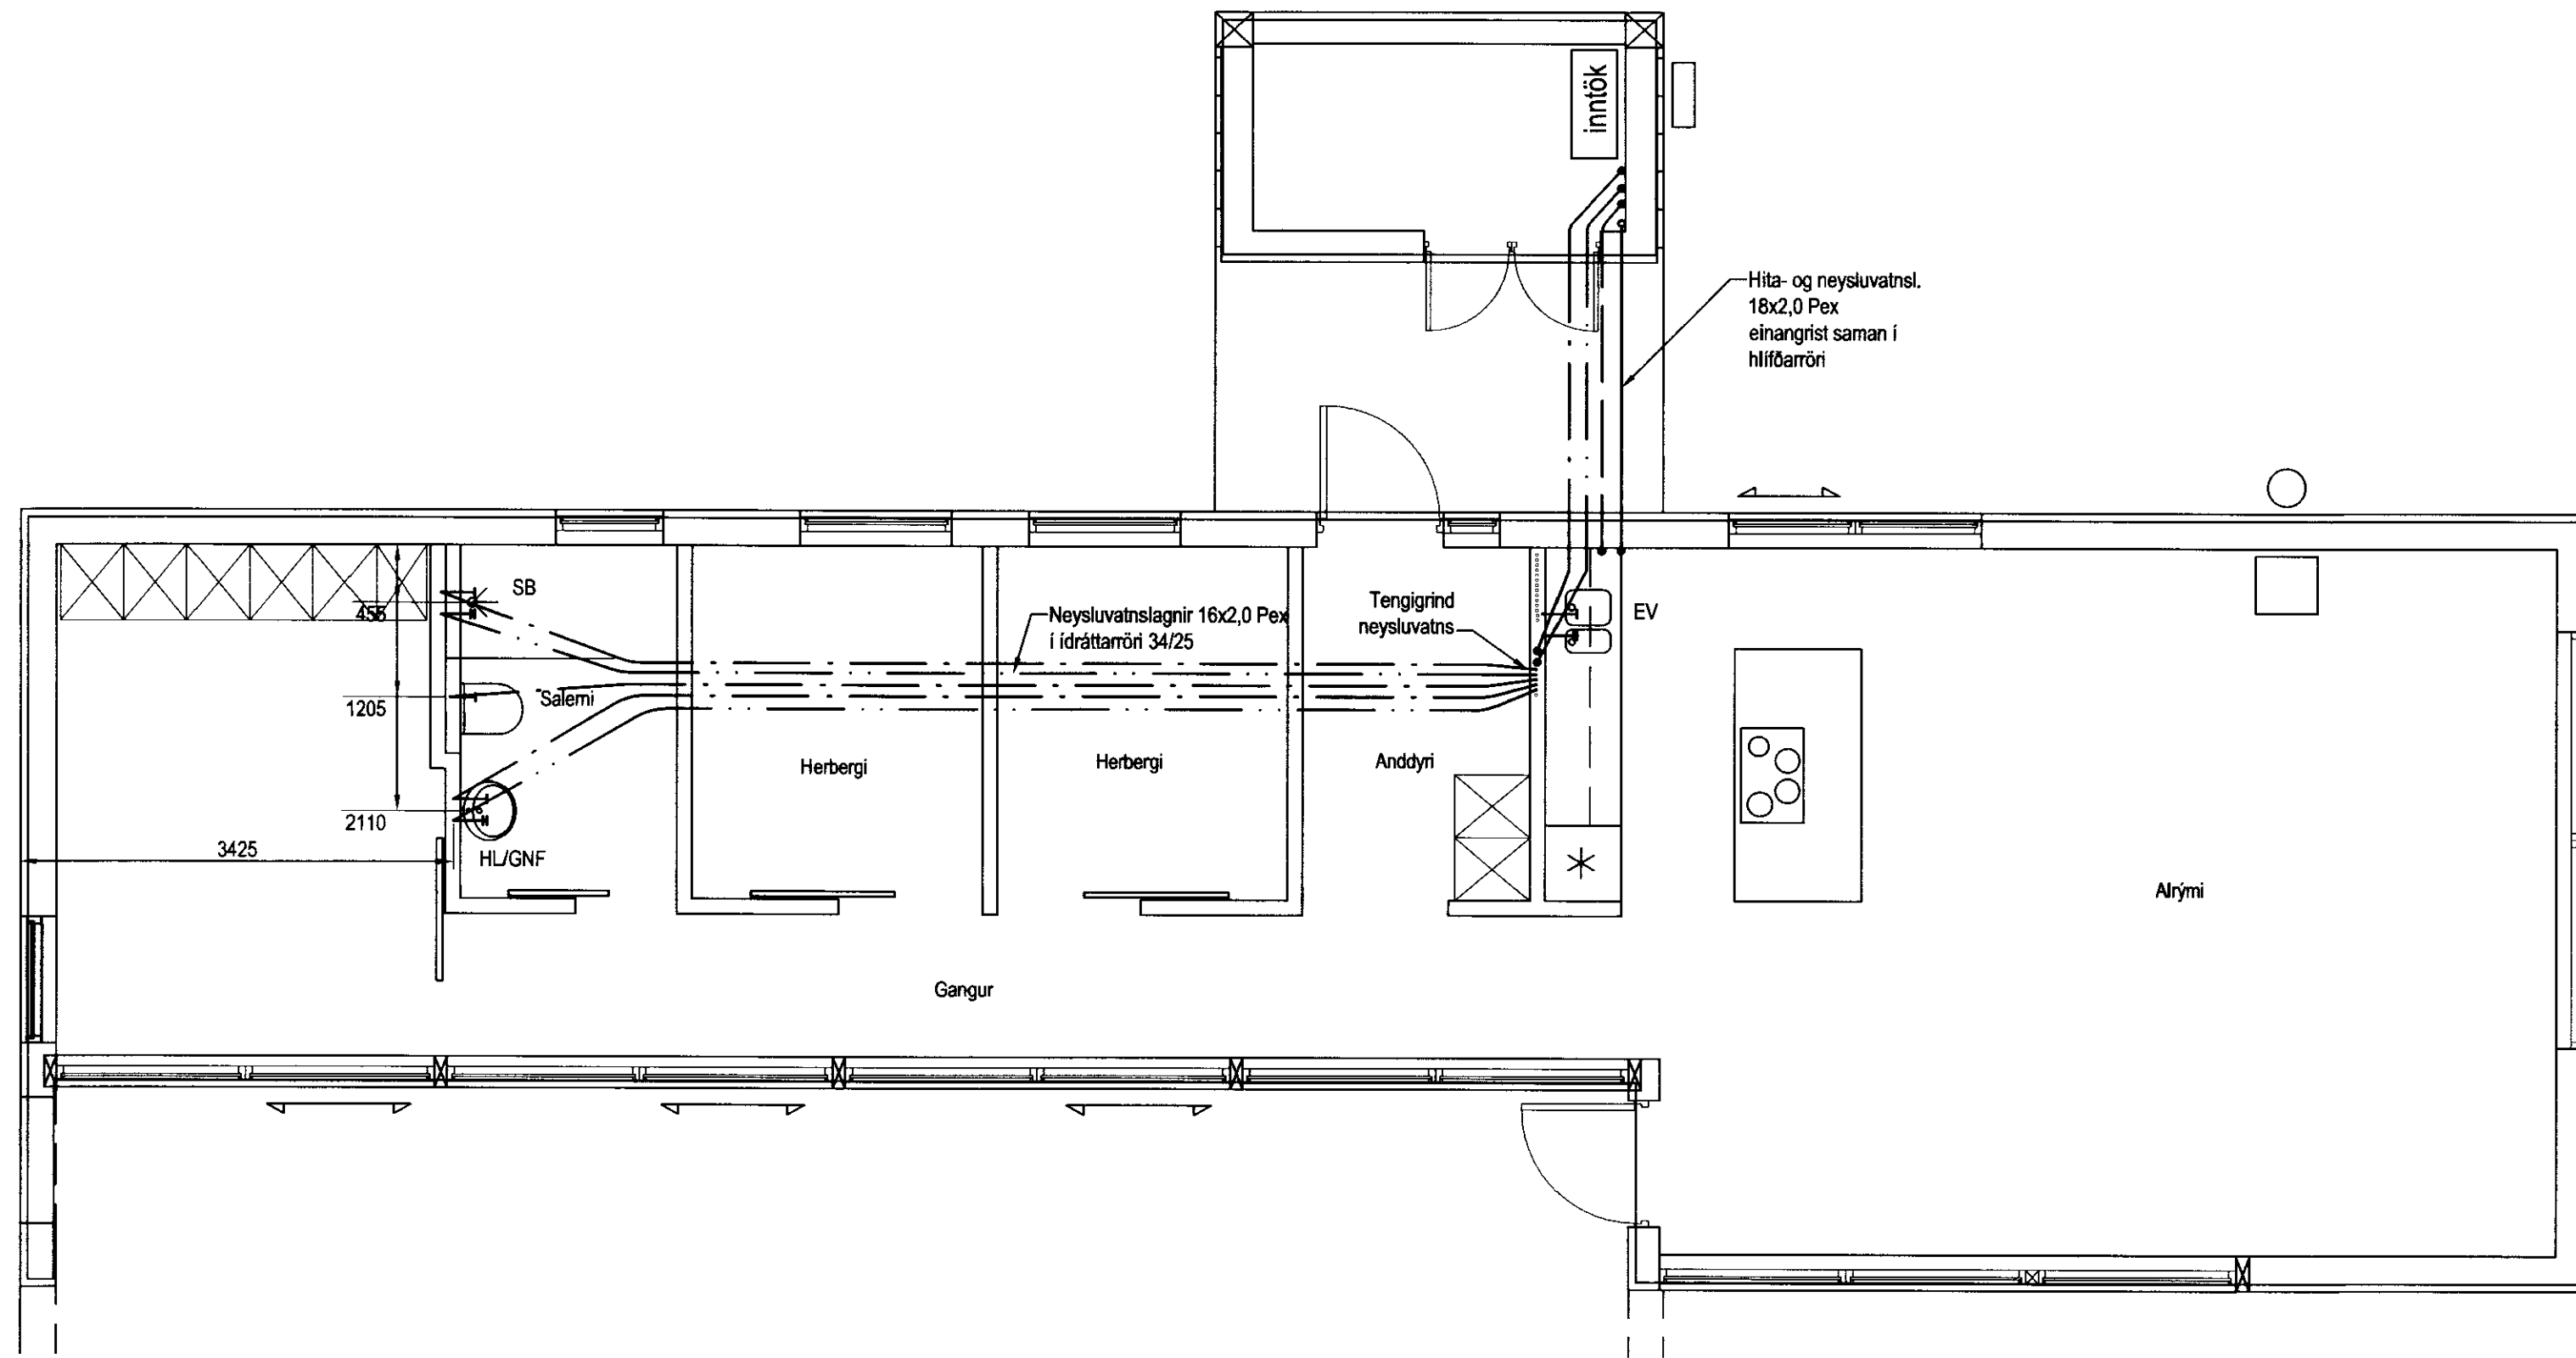 inntök
Hita- og neysluvatnsl.
18x2,0 Pex
einangrist saman í
hlífðarröri
SB
455
Neysluvatnslagnir 16x2,0 Pex
í ídráttarröri 34/25
Tengigrind
neysluvatns
EV
1205
Salerni
Herbergi
Herbergi
Anddyri
2110
3425
HL/GNF
Alrými
Gangur